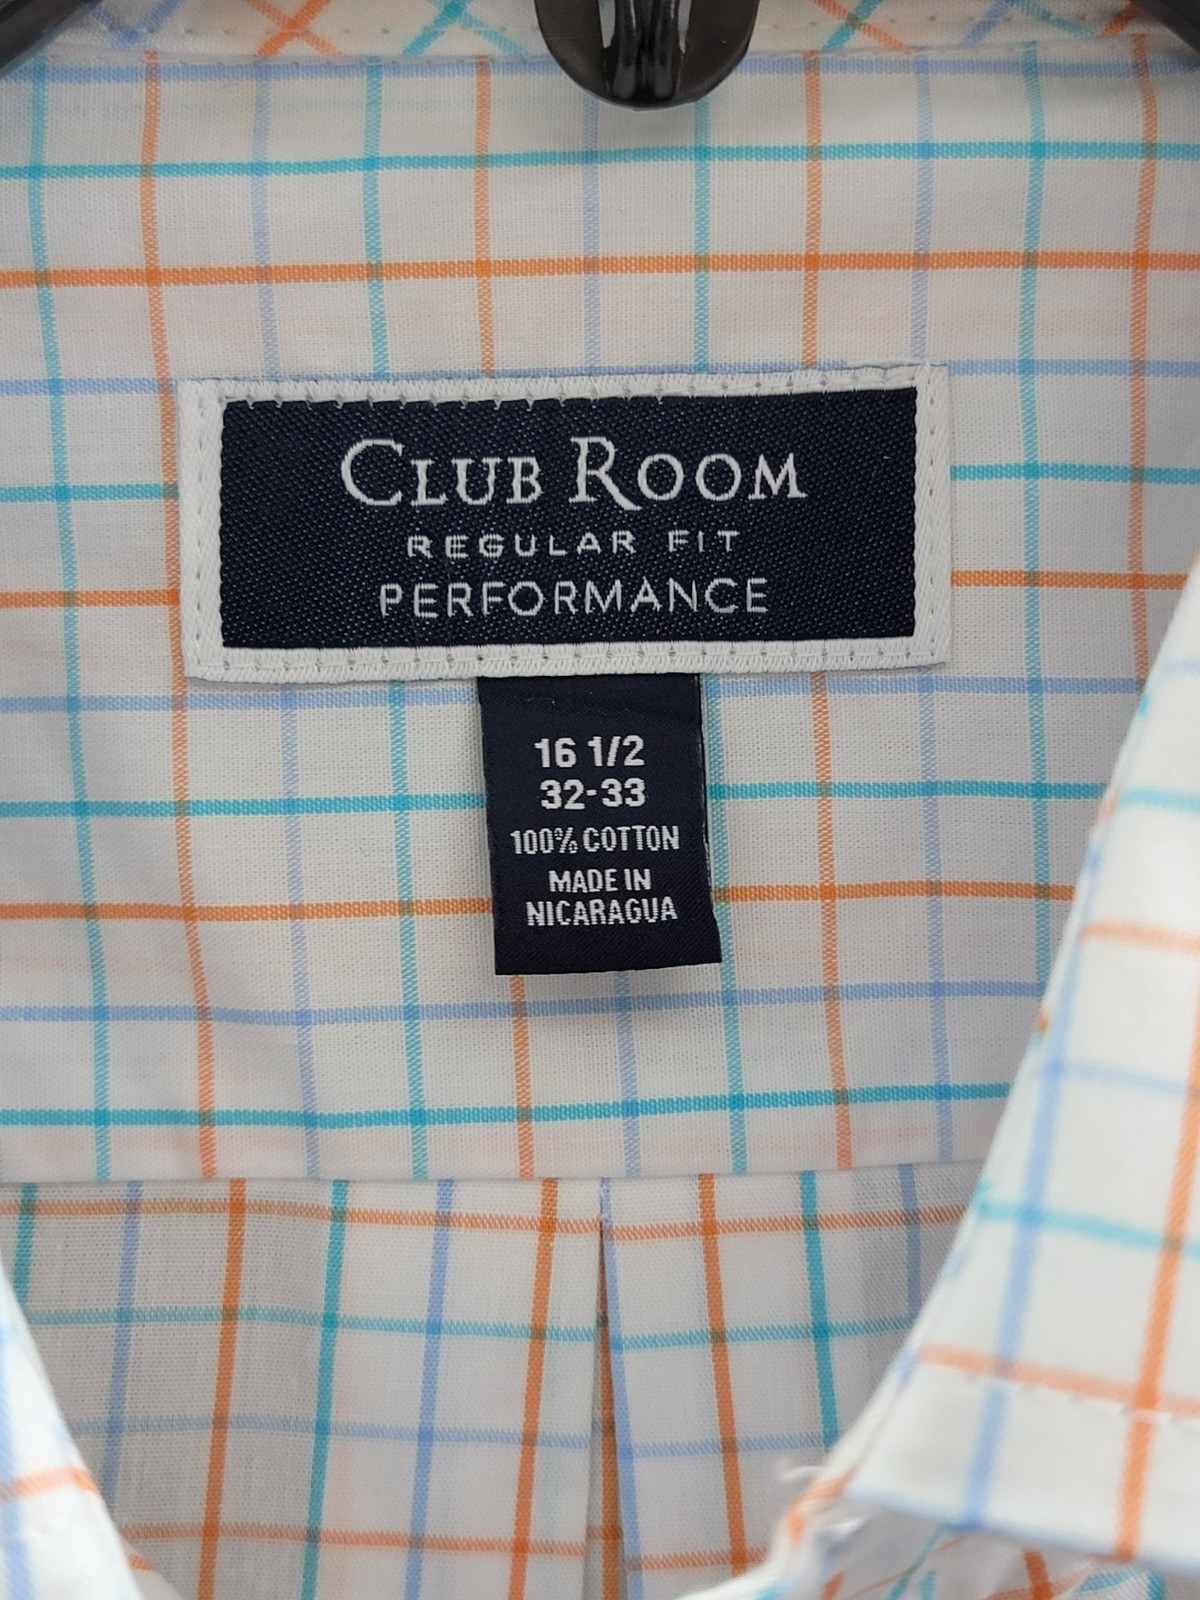 CLUB ROOM
REGULAR FIT
PERFORMANCE
16 1/2
32-33
100% COTTON
MADE IN
NICARAGUA